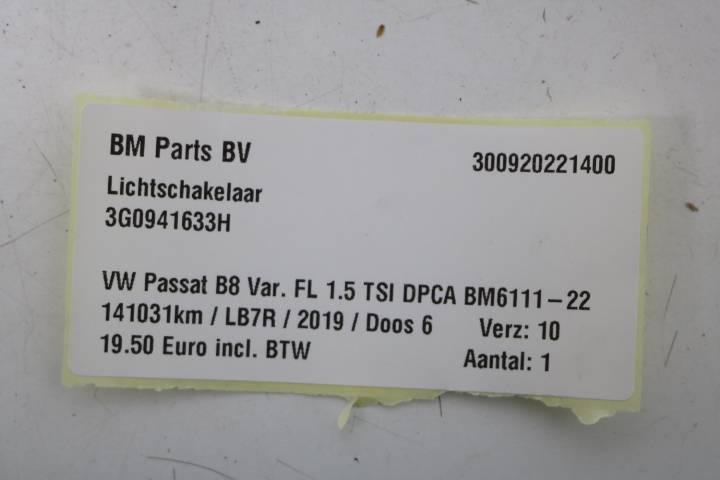 BM Parts BV 300920221400
Lichtschakelaar
3G0941633H
VW Passat B8 Var. FL 1.5 TSI DPCA BM6111-22
141031km / LB7R / 2019 / Doos 6 Verz: 10
19.50 Euro incl. BTW Aantal: 1